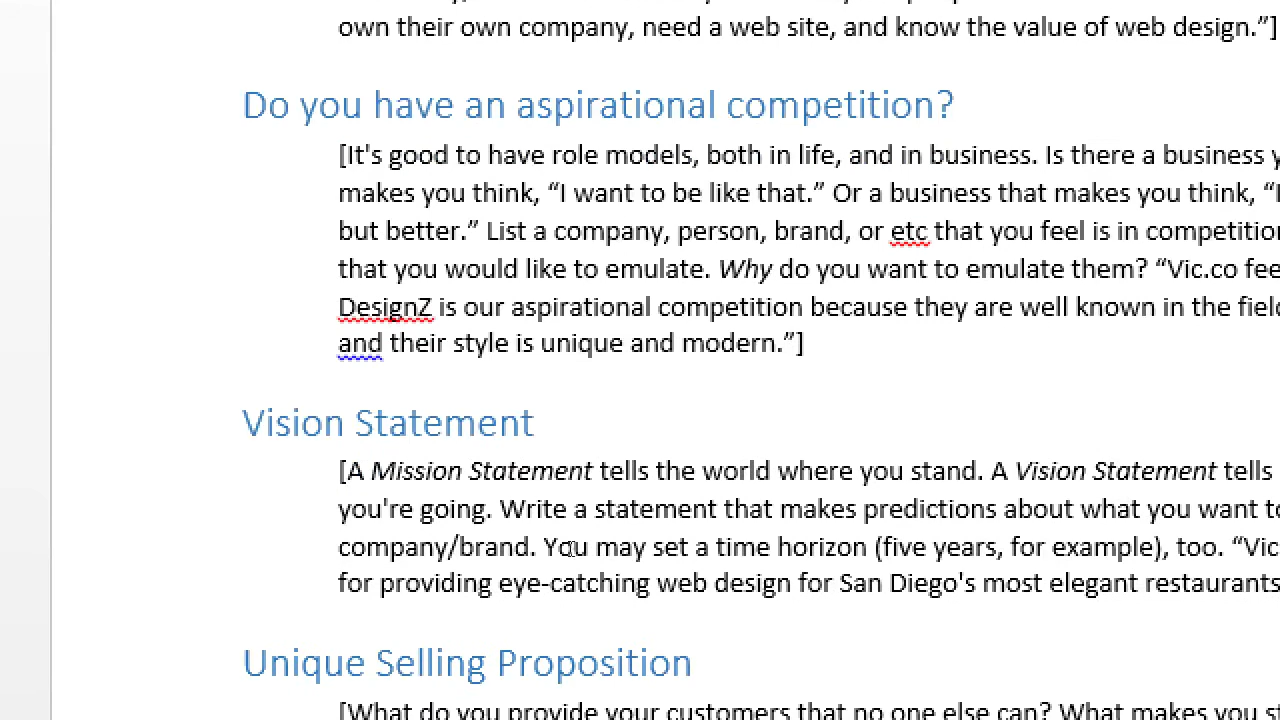 own their own company, need a web site, and know the value of web design.”]
Do you have an aspirational competition?
[It's good to have role models, both in life, and in business. Is there a business
makes you think, “I want to be like that.” Or a business that makes you think, “I
but better.” List a company, person, brand, or etc that you feel is in competition
that you would like to emulate. Why do you want to emulate them? “Vic.co fee
DesignZ is our aspirational competition because they are well known in the field
and their style is unique and modern.”]
Vision Statement
[A Mission Statement tells the world where you stand. A Vision Statement tells
you're going. Write a statement that makes predictions about what you want to
company/brand. You may set a time horizon (five years, for example), too. “Vic
for providing eye-catching web design for San Diego's most elegant restaurants
Unique Selling Proposition
[What do you provide your customers that no one else can? What makes you